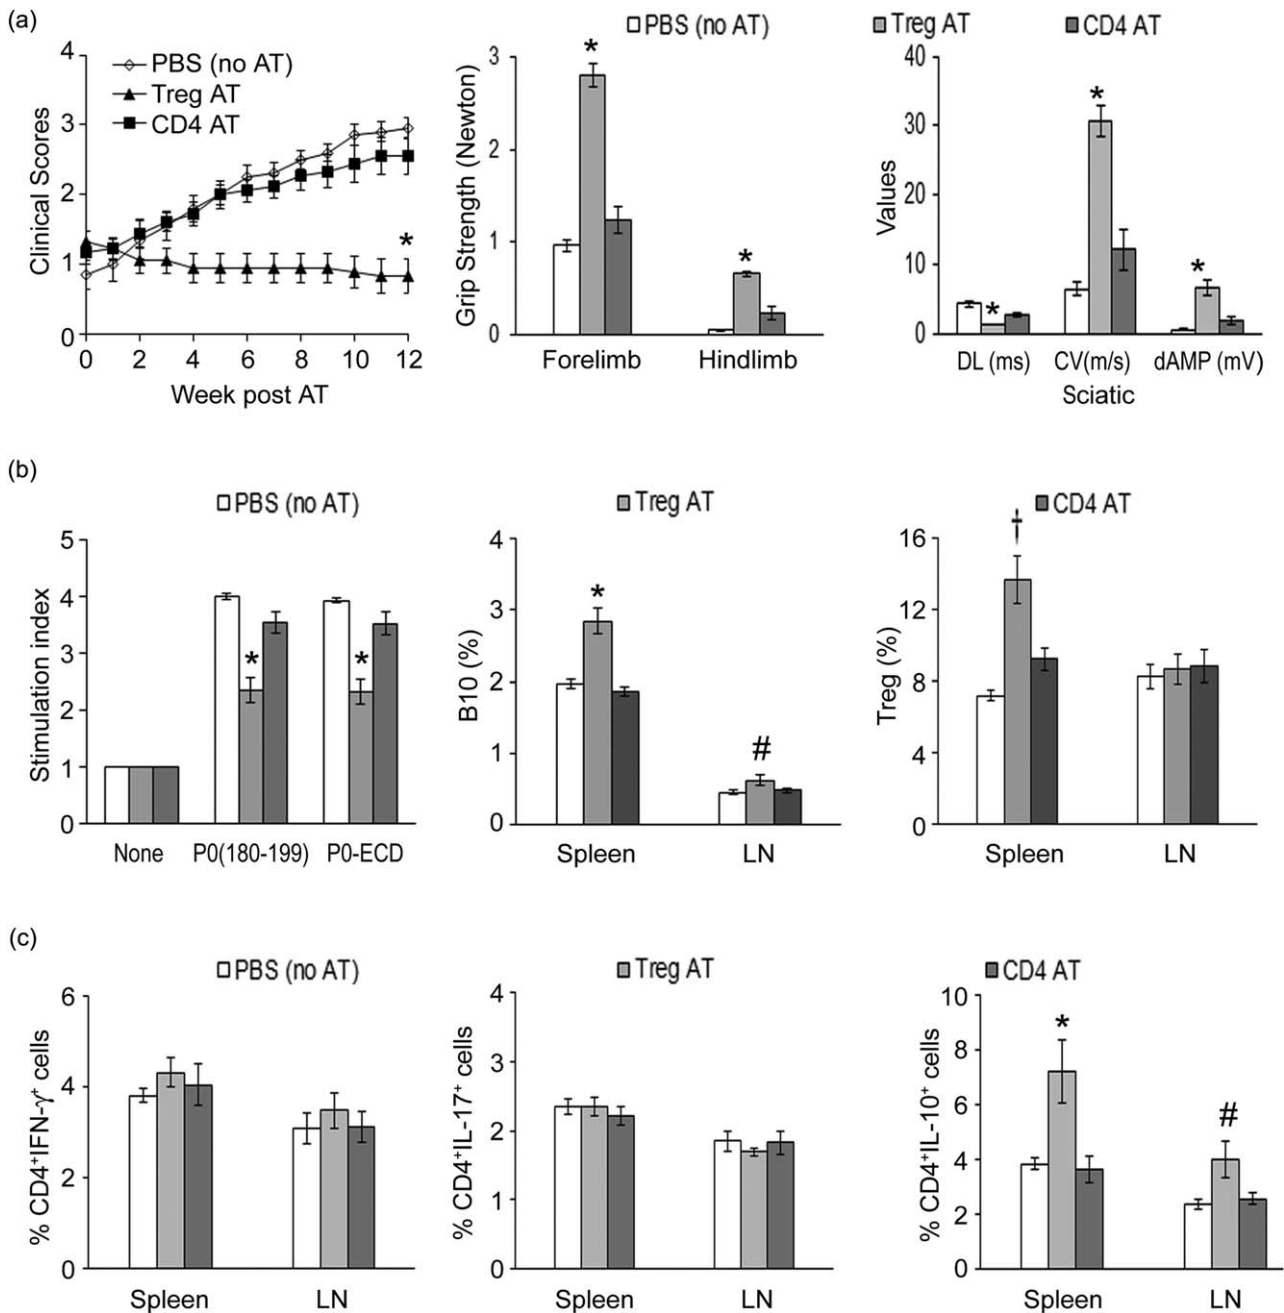 (a)
PBS (no AT)
Treg AT
CD4 AT
Clinical Scores
4
3
2
1
0
0 2 4 6 8 10 12
Week post AT
*
PBS (no AT) Treg AT CD4 AT
Grip Strength (Newton)
3
2
1
0
* *
Forelimb Hindlimb
Values
40
30
20
10
0
* * *
DL (ms) CV(m/s) dAMP (mV)
Sciatic
(b)
PBS (no AT) Treg AT CD4 AT
Stimulation index
5
4
3
2
1
0
* *
None P0(180-199) P0-ECD
B10 (%)
4
3
2
1
0
* #
Spleen LN
Treg (%)
16
12
8
4
0
†
Spleen LN
(c)
PBS (no AT) Treg AT CD4 AT
% CD4⁺IFN-γ⁺ cells
6
4
2
0
Spleen LN
% CD4⁺IL-17⁺ cells
4
3
2
1
0
Spleen LN
% CD4⁺IL-10⁺ cells
10
8
6
4
2
0
* #
Spleen LN